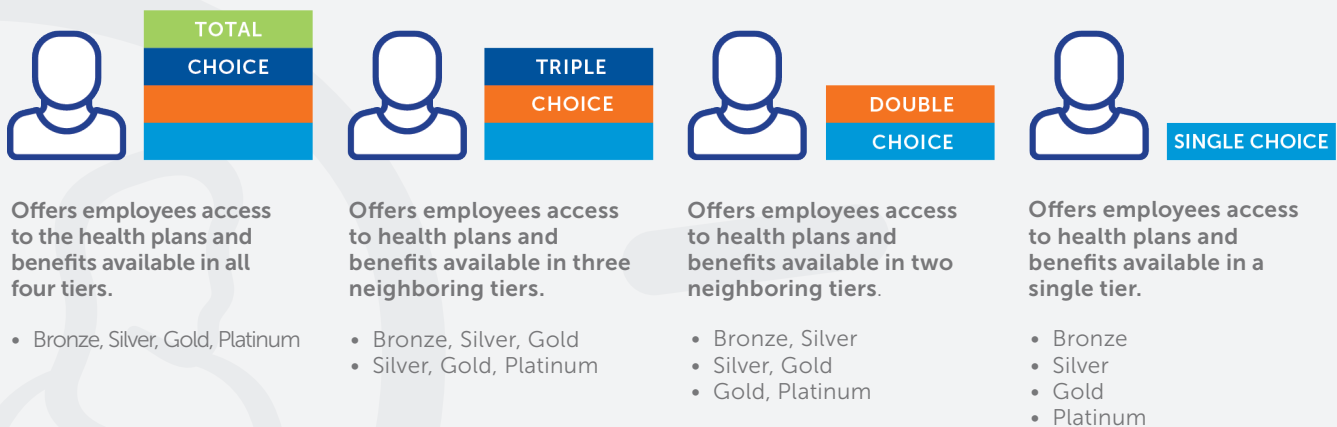 TOTAL
CHOICE
Offers employees access
to the health plans and
benefits available in all
four tiers.
• Bronze, Silver, Gold, Platinum
TRIPLE
CHOICE
Offers employees access
to health plans and
benefits available in three
neighboring tiers.
• Bronze, Silver, Gold
• Silver, Gold, Platinum
DOUBLE
CHOICE
Offers employees access
to health plans and
benefits available in two
neighboring tiers.
• Bronze, Silver
• Silver, Gold
• Gold, Platinum
SINGLE CHOICE
Offers employees access
to health plans and
benefits available in a
single tier.
• Bronze
• Silver
• Gold
• Platinum